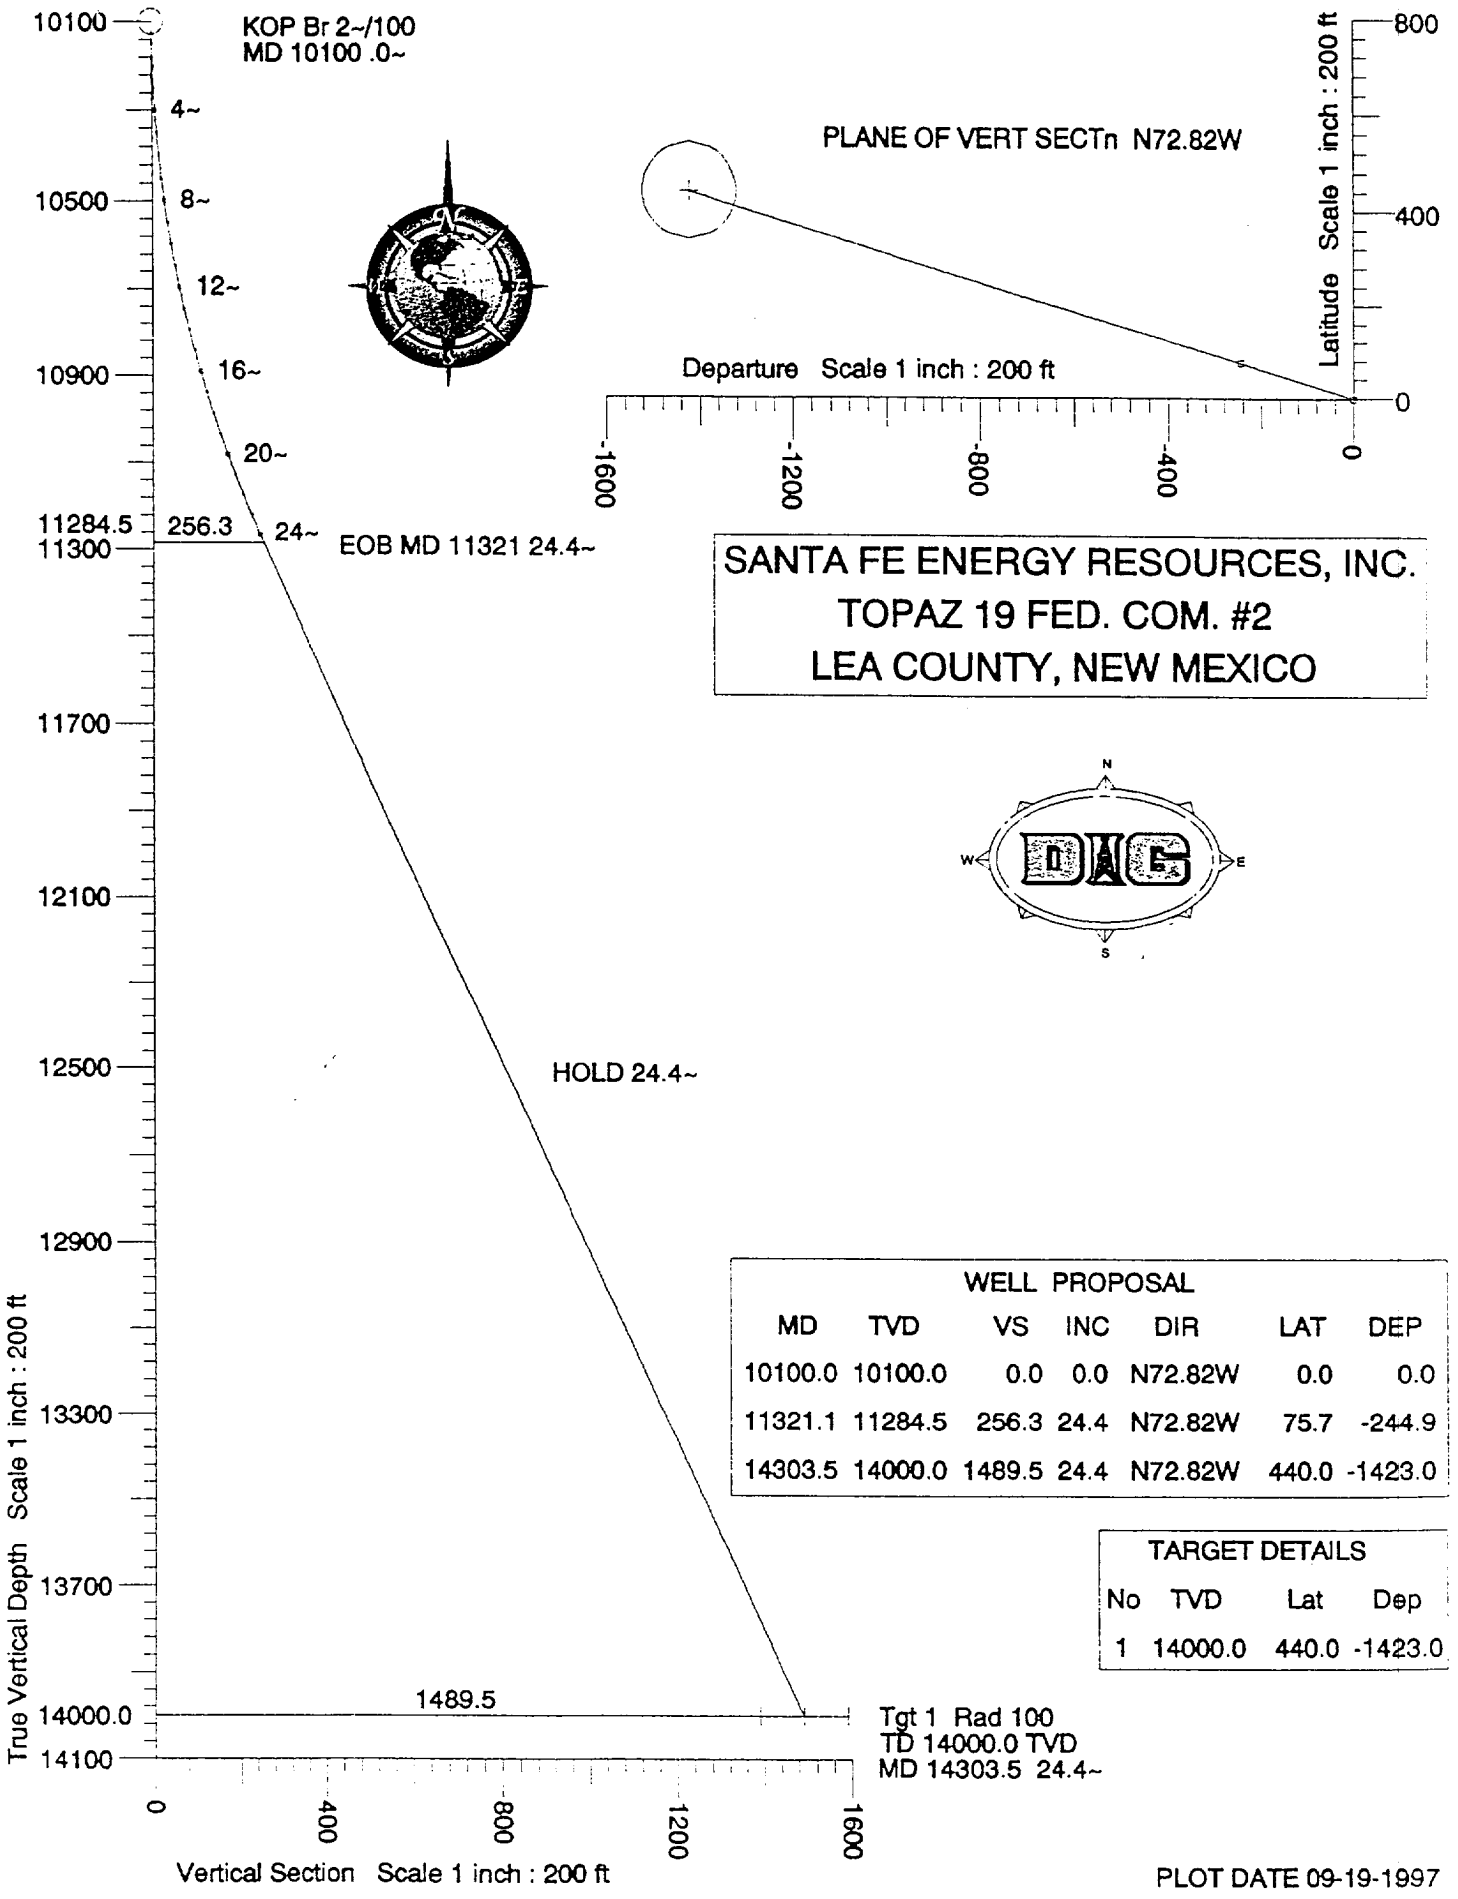 10100
KOP Br 2~/100
MD 10100 .0~
4~
10500
8~
12~
10900
16~
20~
11284.5
256.3
24~
11300
EOB MD 11321 24.4~
11700
12100
12500
HOLD 24.4~
12900
13300
13700
1489.5
14000.0
14100
True Vertical Depth Scale 1 inch : 200 ft
Tgt 1 Rad 100
TD 14000.0 TVD
MD 14303.5 24.4~
0 400 800 1200 1600
Vertical Section Scale 1 inch : 200 ft
N
S
PLANE OF VERT SECTn N72.82W
800
400
0
Latitude Scale 1 inch : 200 ft
Departure Scale 1 inch : 200 ft
-1600 -1200 -800 -400 0
S
SANTA FE ENERGY RESOURCES, INC.
TOPAZ 19 FED. COM. #2
LEA COUNTY, NEW MEXICO
N
W DIG E
S
WELL PROPOSAL
MD TVD VS INC DIR LAT DEP
10100.0 10100.0 0.0 0.0 N72.82W 0.0 0.0
11321.1 11284.5 256.3 24.4 N72.82W 75.7 -244.9
14303.5 14000.0 1489.5 24.4 N72.82W 440.0 -1423.0
TARGET DETAILS
No TVD Lat Dep
1 14000.0 440.0 -1423.0
PLOT DATE 09-19-1997